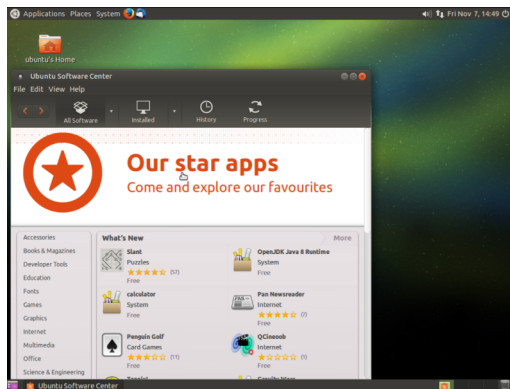 Applications Places System
Fri Nov 7, 14:49
ubuntu's Home
Ubuntu Software Center
File Edit View Help
All Software
Installed
History
Progress
Our star apps
Come and explore our favourites
Accessories
Books & Magazines
Developer Tools
Education
Fonts
Games
Graphics
Internet
Multimedia
Office
Science & Engineering
What's New
More
Slant
Puzzles
(57)
Free
OpenJDK Java 8 Runtime
System
Free
calculator
System
Free
Pan Newsreader
Internet
(7)
Free
Penguin Golf
Card Games
(11)
Free
QCineoob
Internet
(1)
Free
Ubuntu Software Center